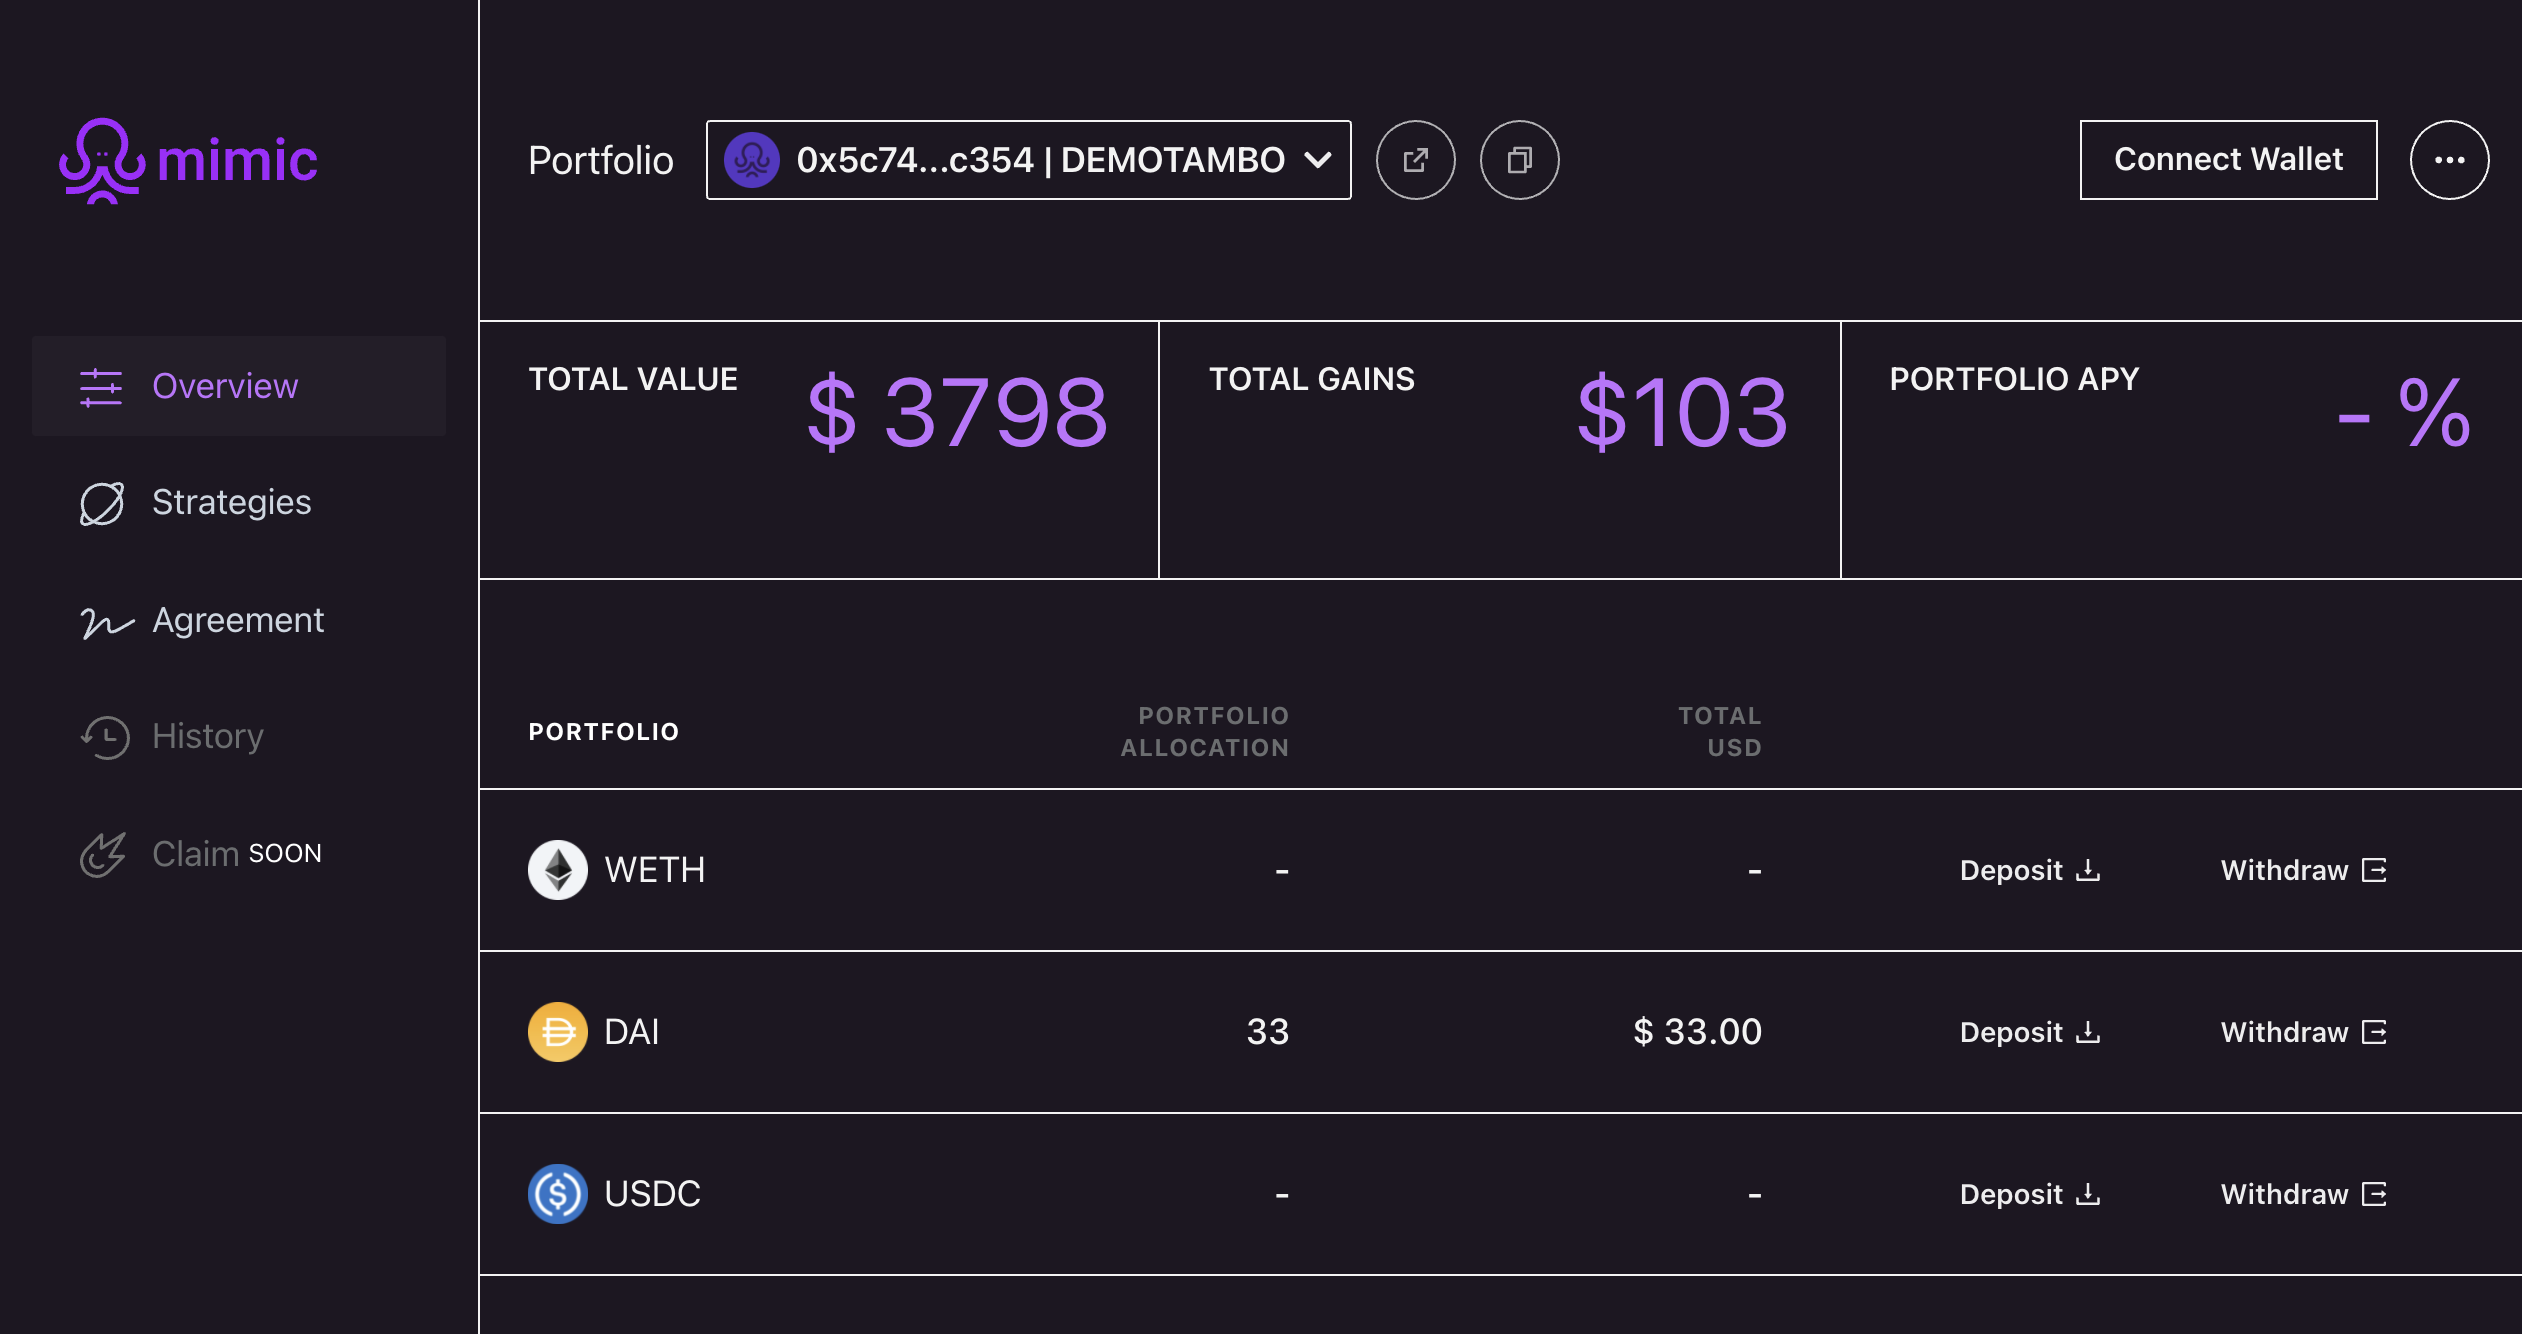 mimic
Portfolio 0x5c74...c354 | DEMOTAMBO
Connect Wallet
Overview
Strategies
Agreement
History
Claim SOON
TOTAL VALUE $ 3798
TOTAL GAINS $103
PORTFOLIO APY - %
PORTFOLIO
PORTFOLIO
ALLOCATION
TOTAL
USD
WETH - - Deposit Withdraw
DAI 33 $ 33.00 Deposit Withdraw
USDC - - Deposit Withdraw